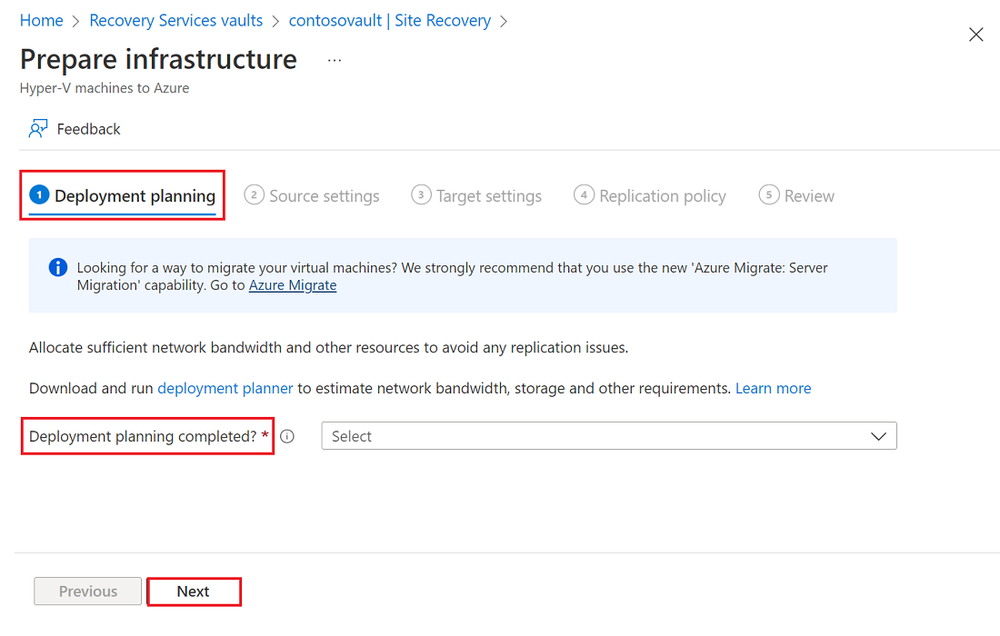 Home > Recovery Services vaults > contosovault | Site Recovery >
Prepare infrastructure ...
Hyper-V machines to Azure
Feedback
1 Deployment planning 2 Source settings 3 Target settings 4 Replication policy 5 Review
Looking for a way to migrate your virtual machines? We strongly recommend that you use the new 'Azure Migrate: Server
Migration' capability. Go to Azure Migrate
Allocate sufficient network bandwidth and other resources to avoid any replication issues.
Download and run deployment planner to estimate network bandwidth, storage and other requirements. Learn more
Deployment planning completed? * Select
Previous Next